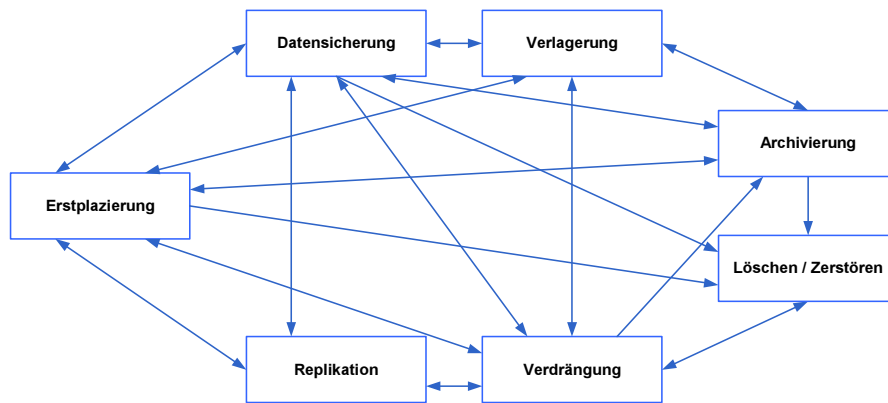 Datensicherung
Verlagerung
Archivierung
Erstplazierung
Löschen / Zerstören
Replikation
Verdrängung